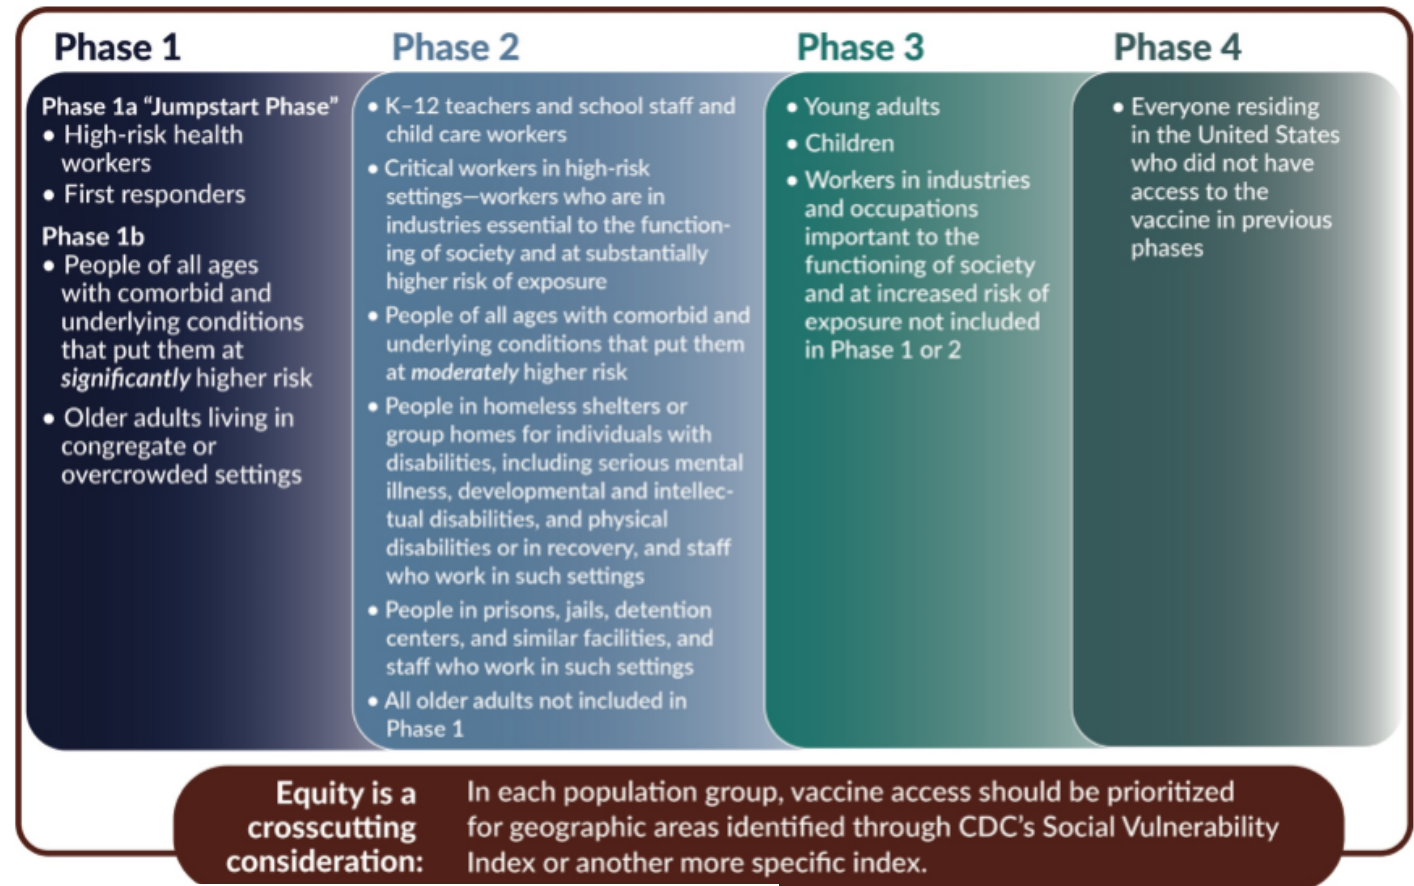 Phase 1
Phase 1a “Jumpstart Phase”
• High-risk health
workers
• First responders
Phase 1b
• People of all ages
with comorbid and
underlying conditions
that put them at
significantly higher risk
• Older adults living in
congregate or
overcrowded settings
Phase 2
• K–12 teachers and school staff and
child care workers
• Critical workers in high-risk
settings—workers who are in
industries essential to the function-
ing of society and at substantially
higher risk of exposure
• People of all ages with comorbid and
underlying conditions that put them
at moderately higher risk
• People in homeless shelters or
group homes for individuals with
disabilities, including serious mental
illness, developmental and intellec-
tual disabilities, and physical
disabilities or in recovery, and staff
who work in such settings
• People in prisons, jails, detention
centers, and similar facilities, and
staff who work in such settings
• All older adults not included in
Phase 1
Phase 3
• Young adults
• Children
• Workers in industries
and occupations
important to the
functioning of society
and at increased risk of
exposure not included
in Phase 1 or 2
Phase 4
• Everyone residing
in the United States
who did not have
access to the
vaccine in previous
phases
Equity is a
crosscutting
consideration:
In each population group, vaccine access should be prioritized
for geographic areas identified through CDC’s Social Vulnerability
Index or another more specific index.